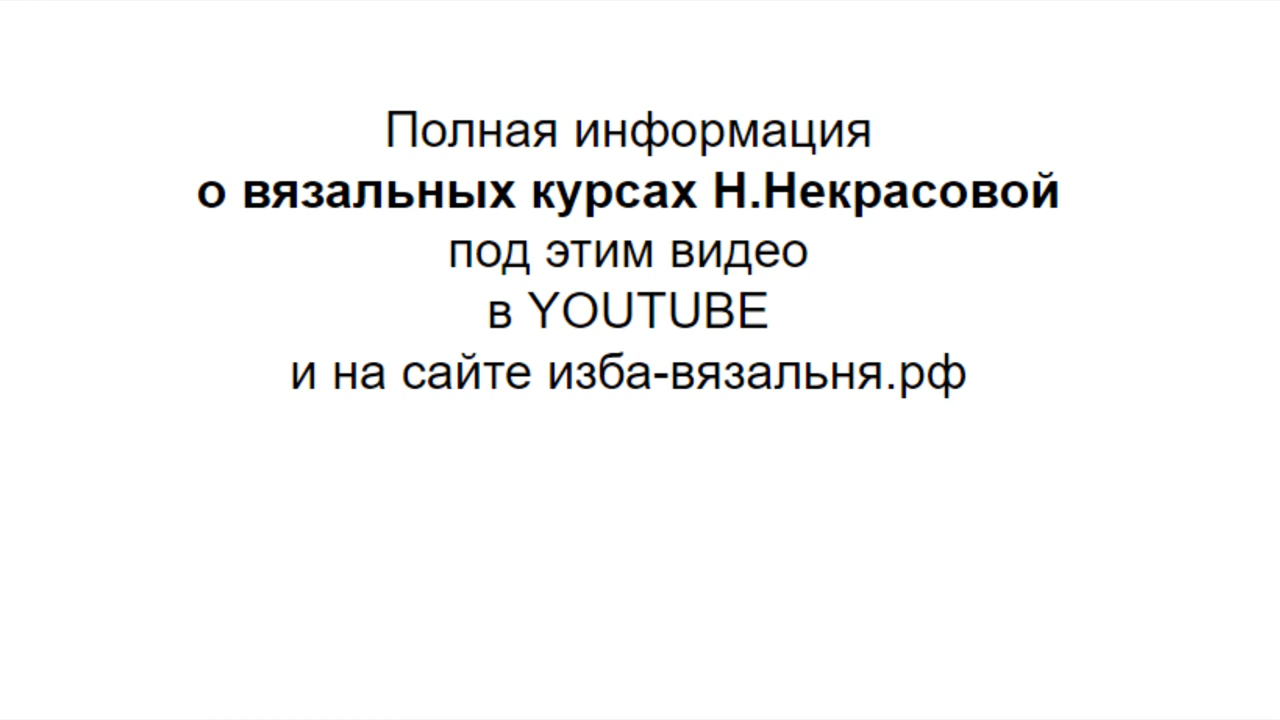 Полная информация
о вязальных курсах Н.Некрасовой
под этим видео
в YOUTUBE
и на сайте изба-вязальня.рф